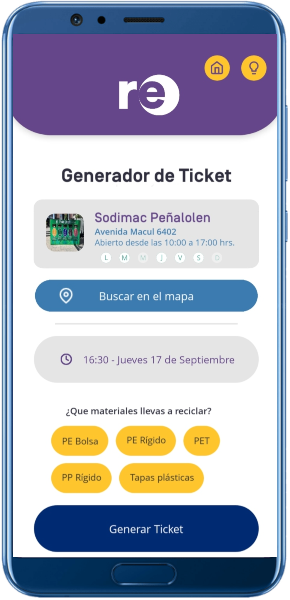 re
Generador de Ticket
Sodimac Peñalolen
Avenida Macul 6402
Abierto desde las 10:00 a 17:00 hrs.
L M M J V S D
Buscar en el mapa
16:30 - Jueves 17 de Septiembre
¿Que materiales llevas a reciclar?
PE Bolsa PE Rígido PET
PP Rígido Tapas plásticas
Generar Ticket